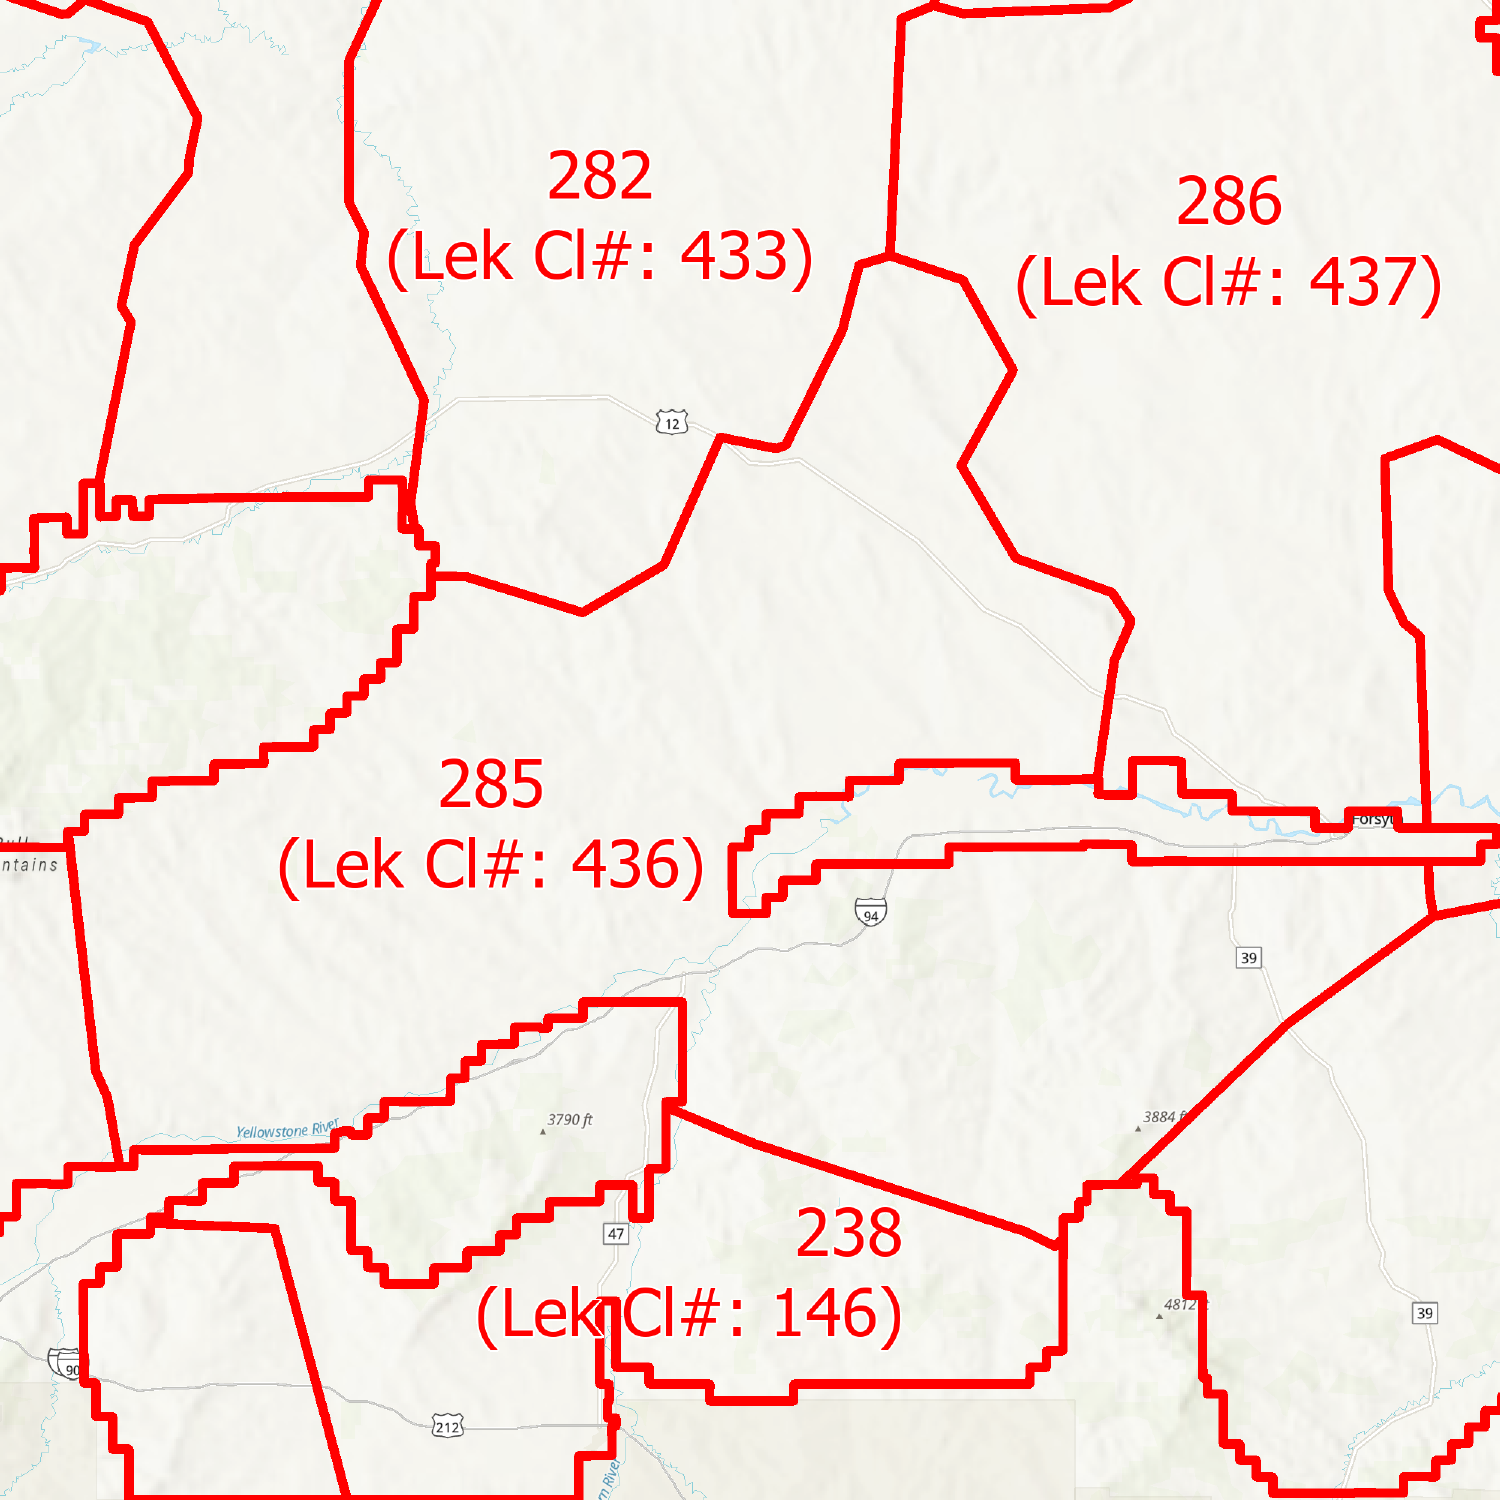 282
(Lek Cl#: 433)
286
(Lek Cl#: 437)
12
285
(Lek Cl#: 436)
ntains
Forsyth
94
39
Yellowstone River
3790 ft
3884 ft
238
(Lek Cl#: 146)
47
4812
39
90
212
River